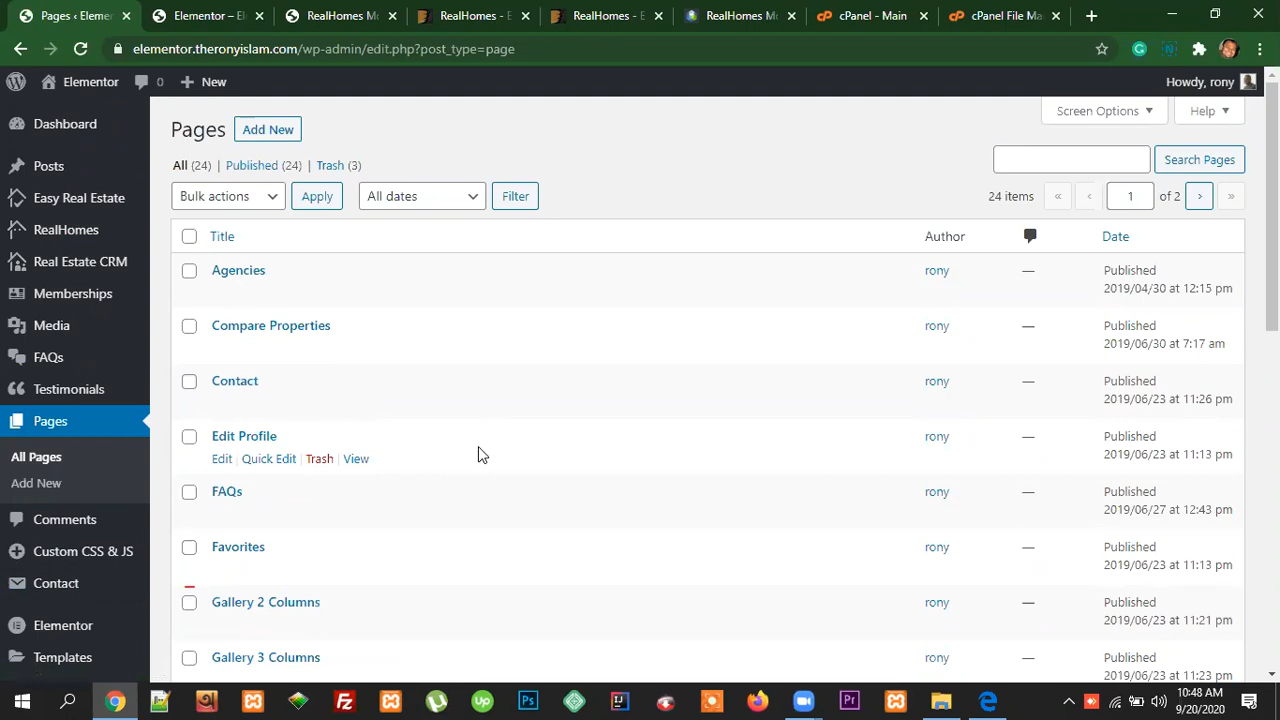 Pages ‹ Eleme
Elementor – Ele
RealHomes Mo
RealHomes - E
RealHomes - E
RealHomes Mo
cPanel - Main
cPanel File Ma
elementor.theronyislam.com/wp-admin/edit.php?post_type=page
Elementor 0 New Howdy, rony
Screen Options Help
Pages Add New
All (24) | Published (24) | Trash (3)
Search Pages
Bulk actions Apply All dates Filter 24 items « ‹ 1 of 2 › »
Title Author Date
Agencies rony — Published
2019/04/30 at 12:15 pm
Compare Properties rony — Published
2019/06/30 at 7:17 am
Contact rony — Published
2019/06/23 at 11:26 pm
Edit Profile rony — Published
Edit | Quick Edit | Trash | View 2019/06/23 at 11:13 pm
FAQs rony — Published
2019/06/27 at 12:43 pm
Favorites rony — Published
2019/06/23 at 11:13 pm
Gallery 2 Columns rony — Published
2019/06/23 at 11:21 pm
Gallery 3 Columns rony — Published
2019/06/23 at 11:23 pm
Dashboard
Posts
Easy Real Estate
RealHomes
Real Estate CRM
Memberships
Media
FAQs
Testimonials
Pages
All Pages
Add New
Comments
Custom CSS & JS
Contact
Elementor
Templates
10:48 AM
9/20/2020